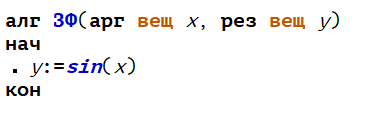 алг ЗФ(арг вещ x, рез вещ y)
нач
. y:=sin(x)
кон